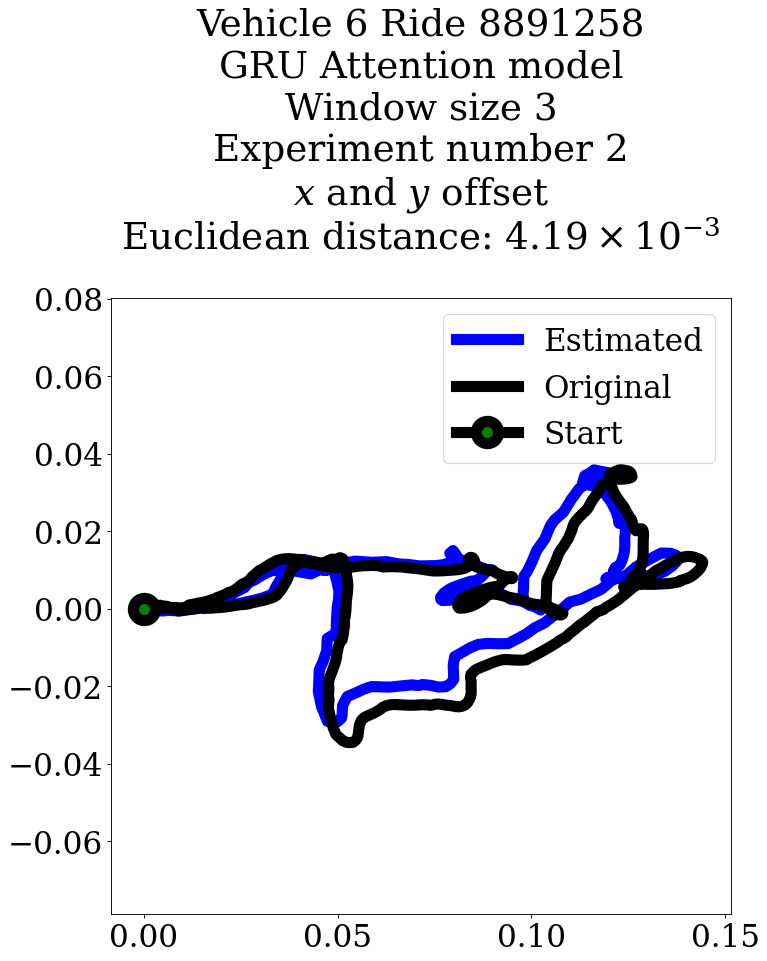 Vehicle 6 Ride 8891258
GRU Attention model
Window size 3
Experiment number 2
x and y offset
Euclidean distance: 4.19 × 10⁻³
0.08
0.06
0.04
0.02
0.00
−0.02
−0.04
−0.06
Estimated
Original
Start
0.00 0.05 0.10 0.15